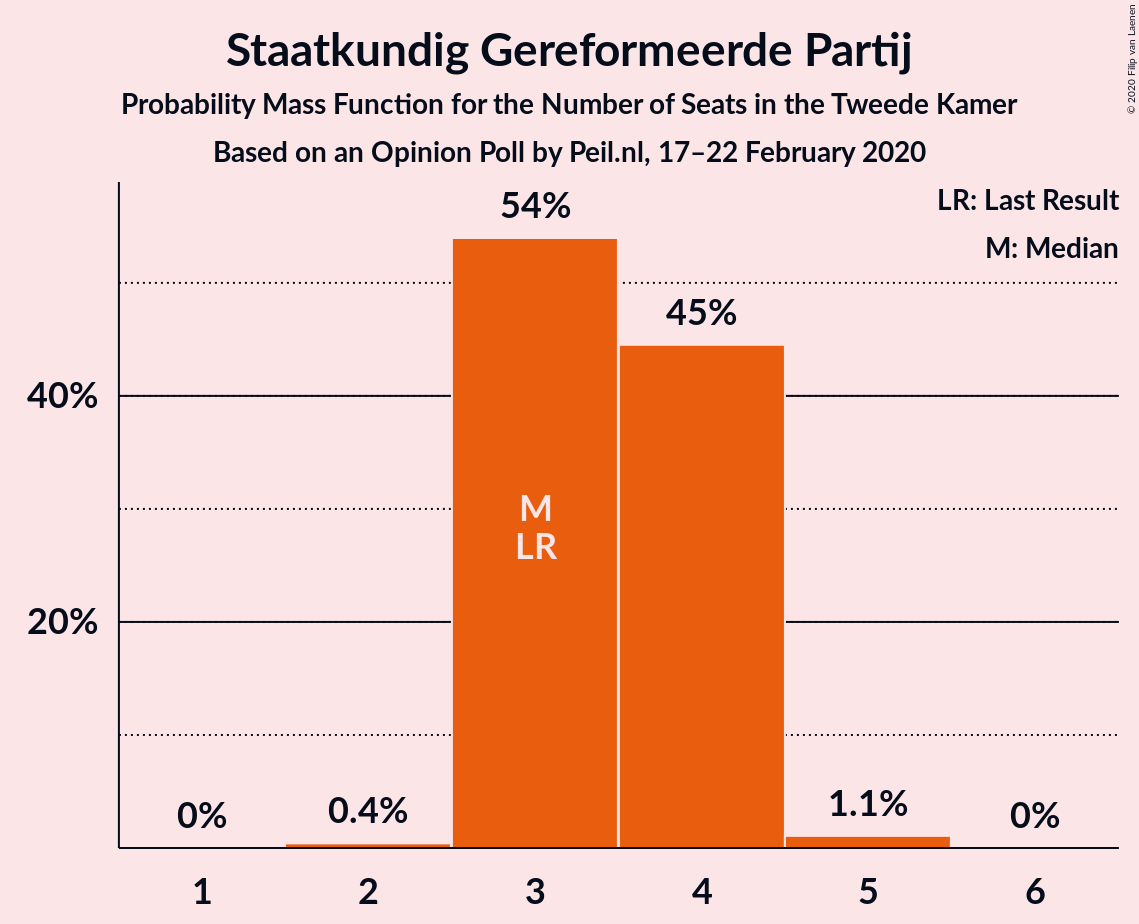 Staatkundig Gereformeerde Partij
Probability Mass Function for the Number of Seats in the Tweede Kamer
Based on an Opinion Poll by Peil.nl, 17–22 February 2020
© 2020 Filip van Laenen
LR: Last Result
M: Median
54%
45%
40%
M
LR
20%
0%
0.4%
1.1%
0%
1
2
3
4
5
6